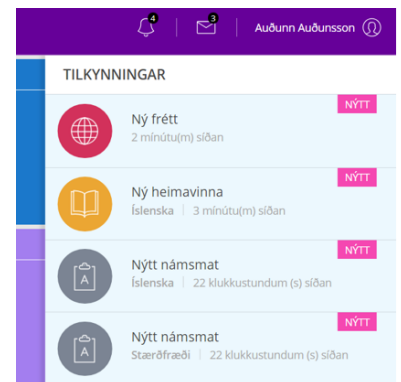 4 3 Auðunn Auðunsson
TILKYNNINGAR
NÝTT
Ný frétt
2 mínútu(m) síðan
NÝTT
Ný heimavinna
Íslenska | 3 mínútu(m) síðan
NÝTT
Nýtt námsmat
A
Íslenska | 22 klukkustundum (s) síðan
NÝTT
Nýtt námsmat
A
Stærðfræði | 22 klukkustundum (s) síðan